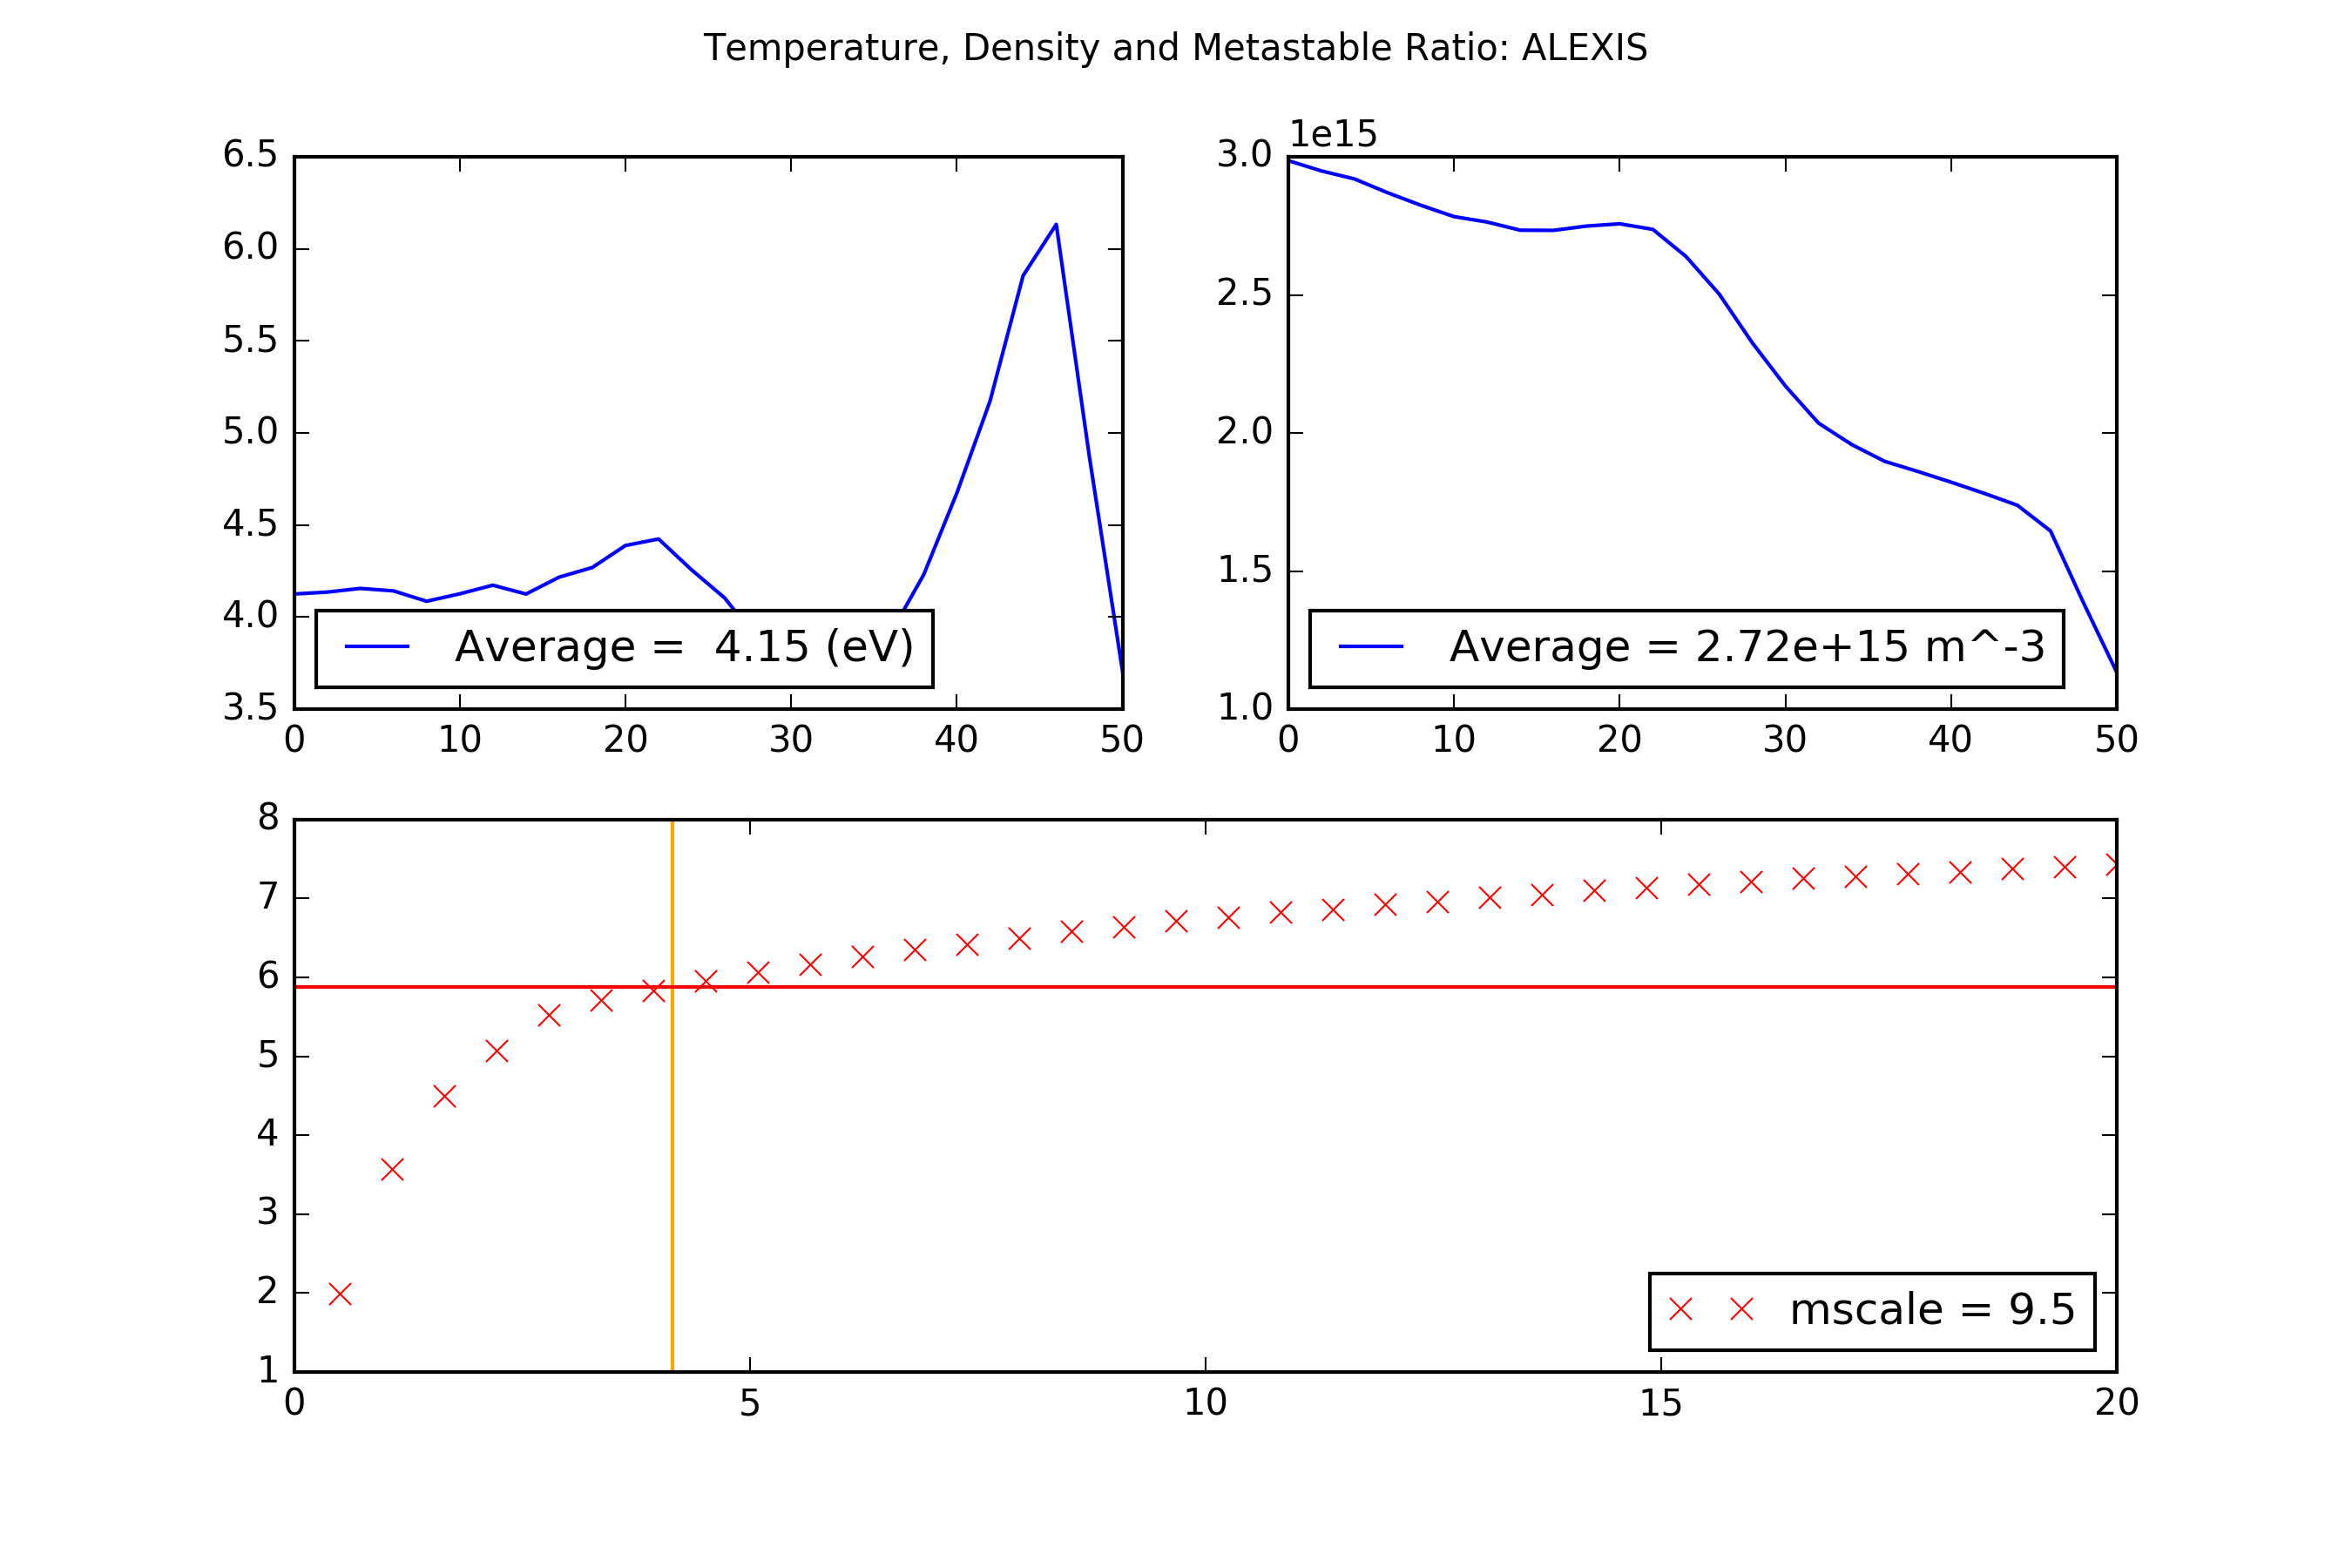 Temperature, Density and Metastable Ratio: ALEXIS
6.5
6.0
5.5
5.0
4.5
4.0
3.5
0 10 20 30 40 50
Average =  4.15 (eV)
1e15
3.0
2.5
2.0
1.5
1.0
0 10 20 30 40 50
Average = 2.72e+15 m^-3
8
7
6
5
4
3
2
1
0 5 10 15 20
mscale = 9.5